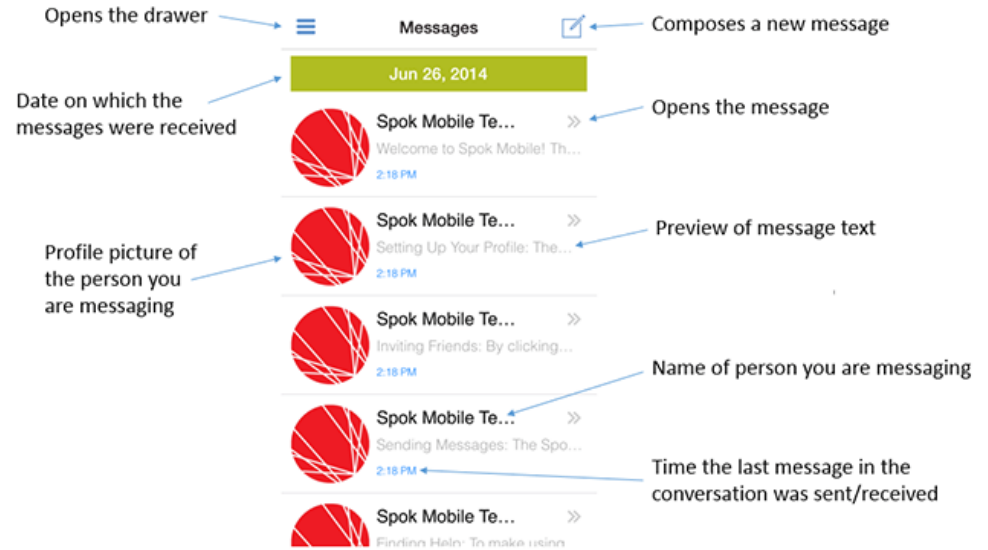 Opens the drawer
Messages
Composes a new message
Jun 26, 2014
Date on which the
messages were received
Spok Mobile Te...
Opens the message
Welcome to Spok Mobile! Th...
2:18 PM
Spok Mobile Te...
Preview of message text
Setting Up Your Profile: The...
2:18 PM
Profile picture of
the person you
are messaging
Spok Mobile Te...
Inviting Friends: By clicking...
2:18 PM
Name of person you are messaging
Spok Mobile Te...
Sending Messages: The Spo...
2:18 PM
Time the last message in the
conversation was sent/received
Spok Mobile Te...
Finding Help: To make using